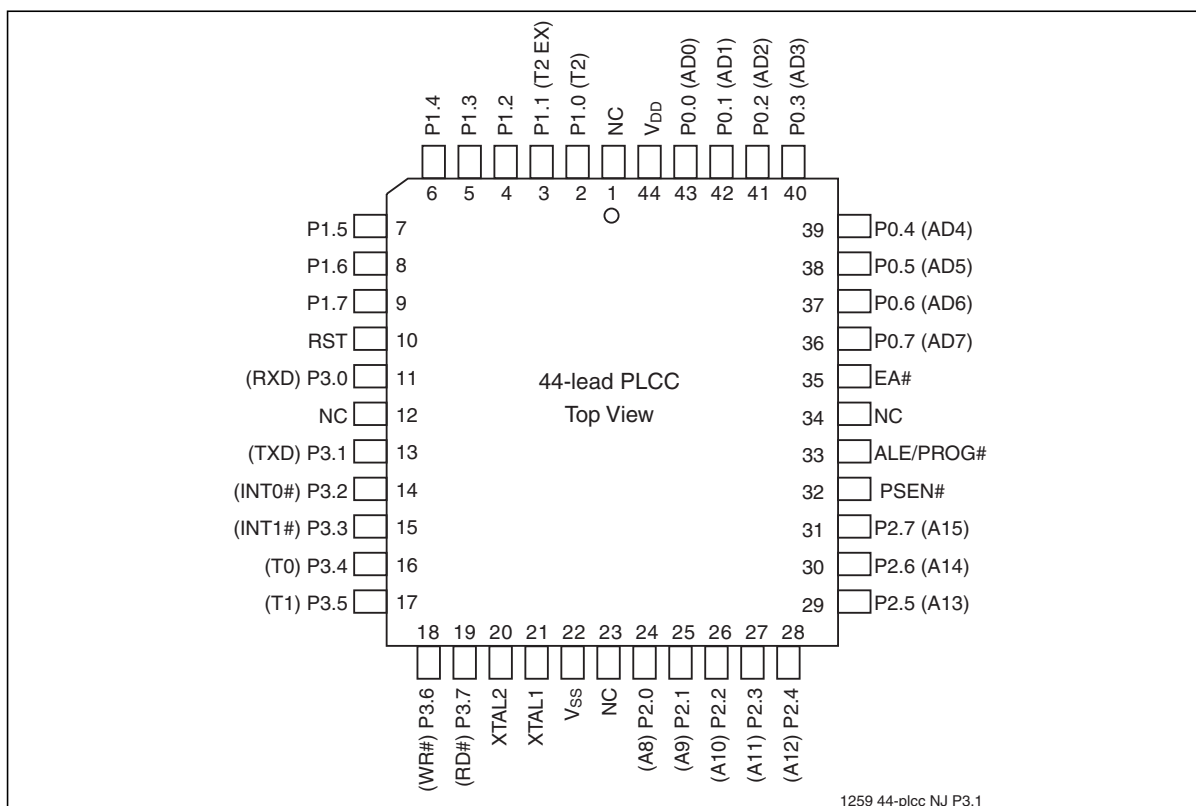 P1.4
P1.3
P1.2
P1.1 (T2 EX)
P1.0 (T2)
NC
VDD
P0.0 (AD0)
P0.1 (AD1)
P0.2 (AD2)
P0.3 (AD3)
6 5 4 3 2 1 44 43 42 41 40
P1.5 7
P1.6 8
P1.7 9
RST 10
(RXD) P3.0 11
NC 12
(TXD) P3.1 13
(INT0#) P3.2 14
(INT1#) P3.3 15
(T0) P3.4 16
(T1) P3.5 17
44-lead PLCC
Top View
39 P0.4 (AD4)
38 P0.5 (AD5)
37 P0.6 (AD6)
36 P0.7 (AD7)
35 EA#
34 NC
33 ALE/PROG#
32 PSEN#
31 P2.7 (A15)
30 P2.6 (A14)
29 P2.5 (A13)
18 19 20 21 22 23 24 25 26 27 28
(WR#) P3.6
(RD#) P3.7
XTAL2
XTAL1
VSS
NC
(A8) P2.0
(A9) P2.1
(A10) P2.2
(A11) P2.3
(A12) P2.4
1259 44-plcc NJ P3.1